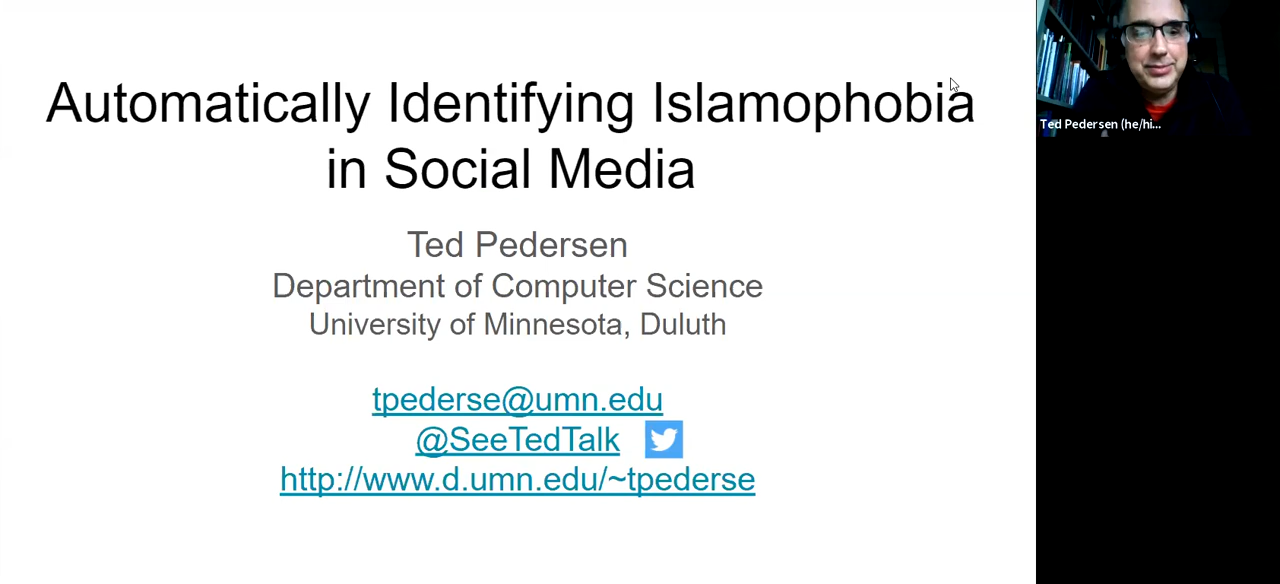 Automatically Identifying Islamophobia
in Social Media
Ted Pedersen
Department of Computer Science
University of Minnesota, Duluth
tpederse@umn.edu
@SeeTedTalk
http://www.d.umn.edu/~tpederse
Ted Pedersen (he/hi...